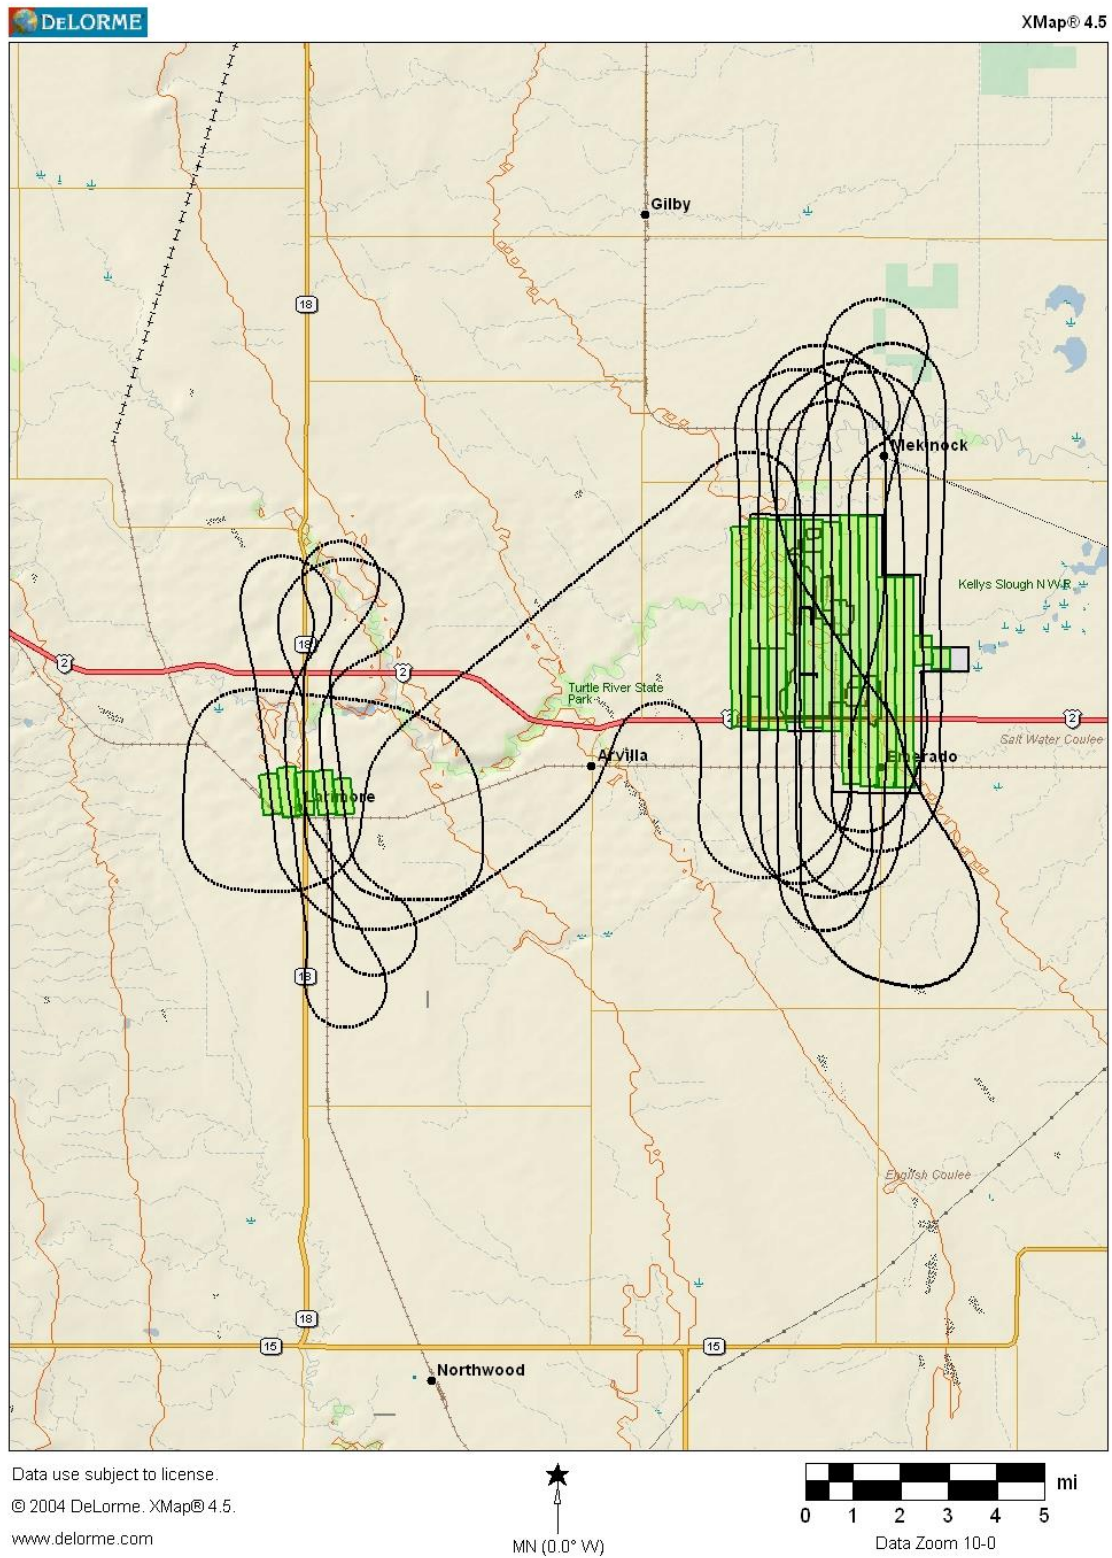 DELORME
XMap® 4.5
Gilby
18
Mekinock
Kellys Slough N W R
18
2
2
Turtle River State
Park
2
2
Salt Water Coulee
Arvilla
Emerado
Larimore
18
English Coulee
18
15
15
Northwood
Data use subject to license.
© 2004 DeLorme. XMap® 4.5.
www.delorme.com
MN (0.0° W)
mi
0 1 2 3 4 5
Data Zoom 10-0